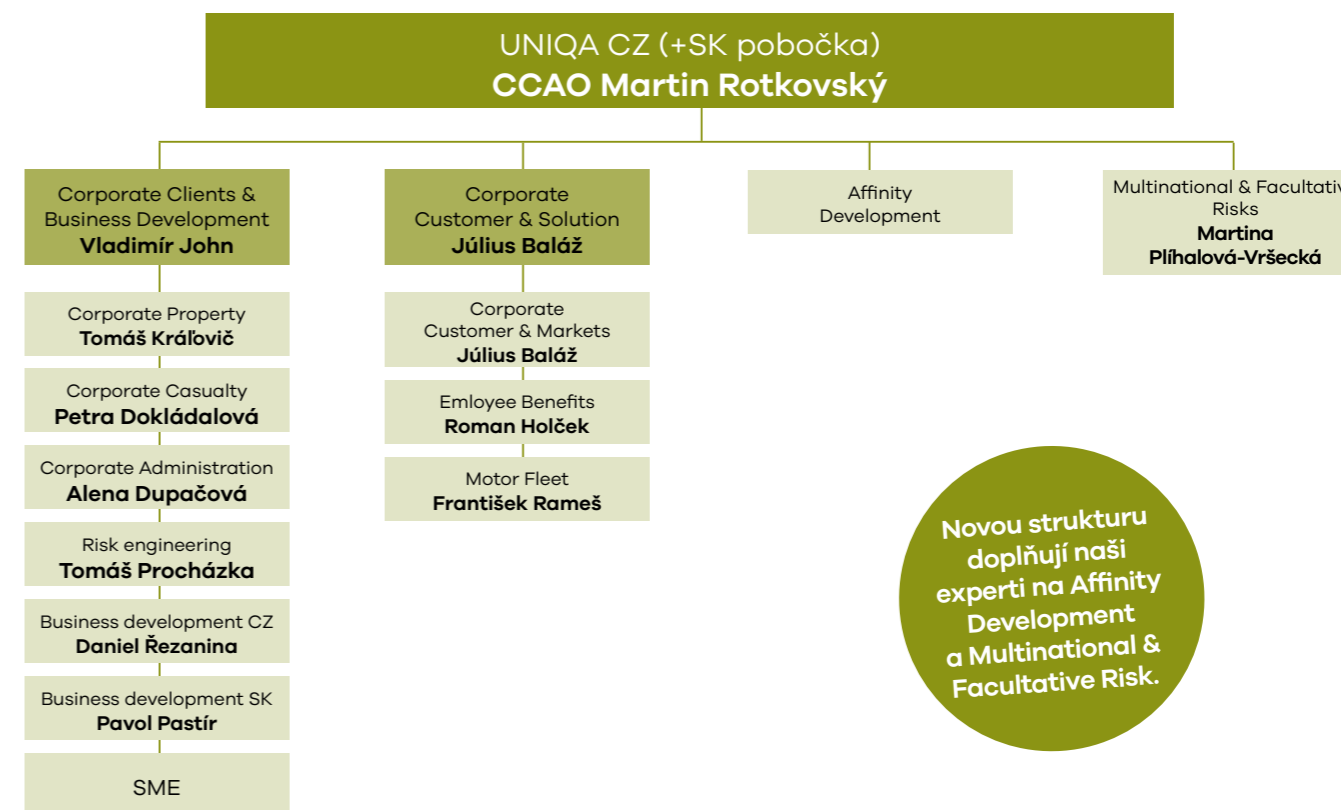 UNIQA CZ (+SK pobočka)
CCAO Martin Rotkovský
Corporate Clients &
Business Development
Vladimír John
Corporate Property
Tomáš Kráľovič
Corporate Casualty
Petra Dokládalová
Corporate Administration
Alena Dupačová
Risk engineering
Tomáš Procházka
Business development CZ
Daniel Řezanina
Business development SK
Pavol Pastír
SME
Corporate
Customer & Solution
Július Baláž
Corporate
Customer & Markets
Július Baláž
Emloyee Benefits
Roman Holček
Motor Fleet
František Rameš
Affinity
Development
Multinational & Facultativ
Risks
Martina
Plíhalová-Vršecká
Novou strukturu
doplňují naši
experti na Affinity
Development
a Multinational &
Facultative Risk.